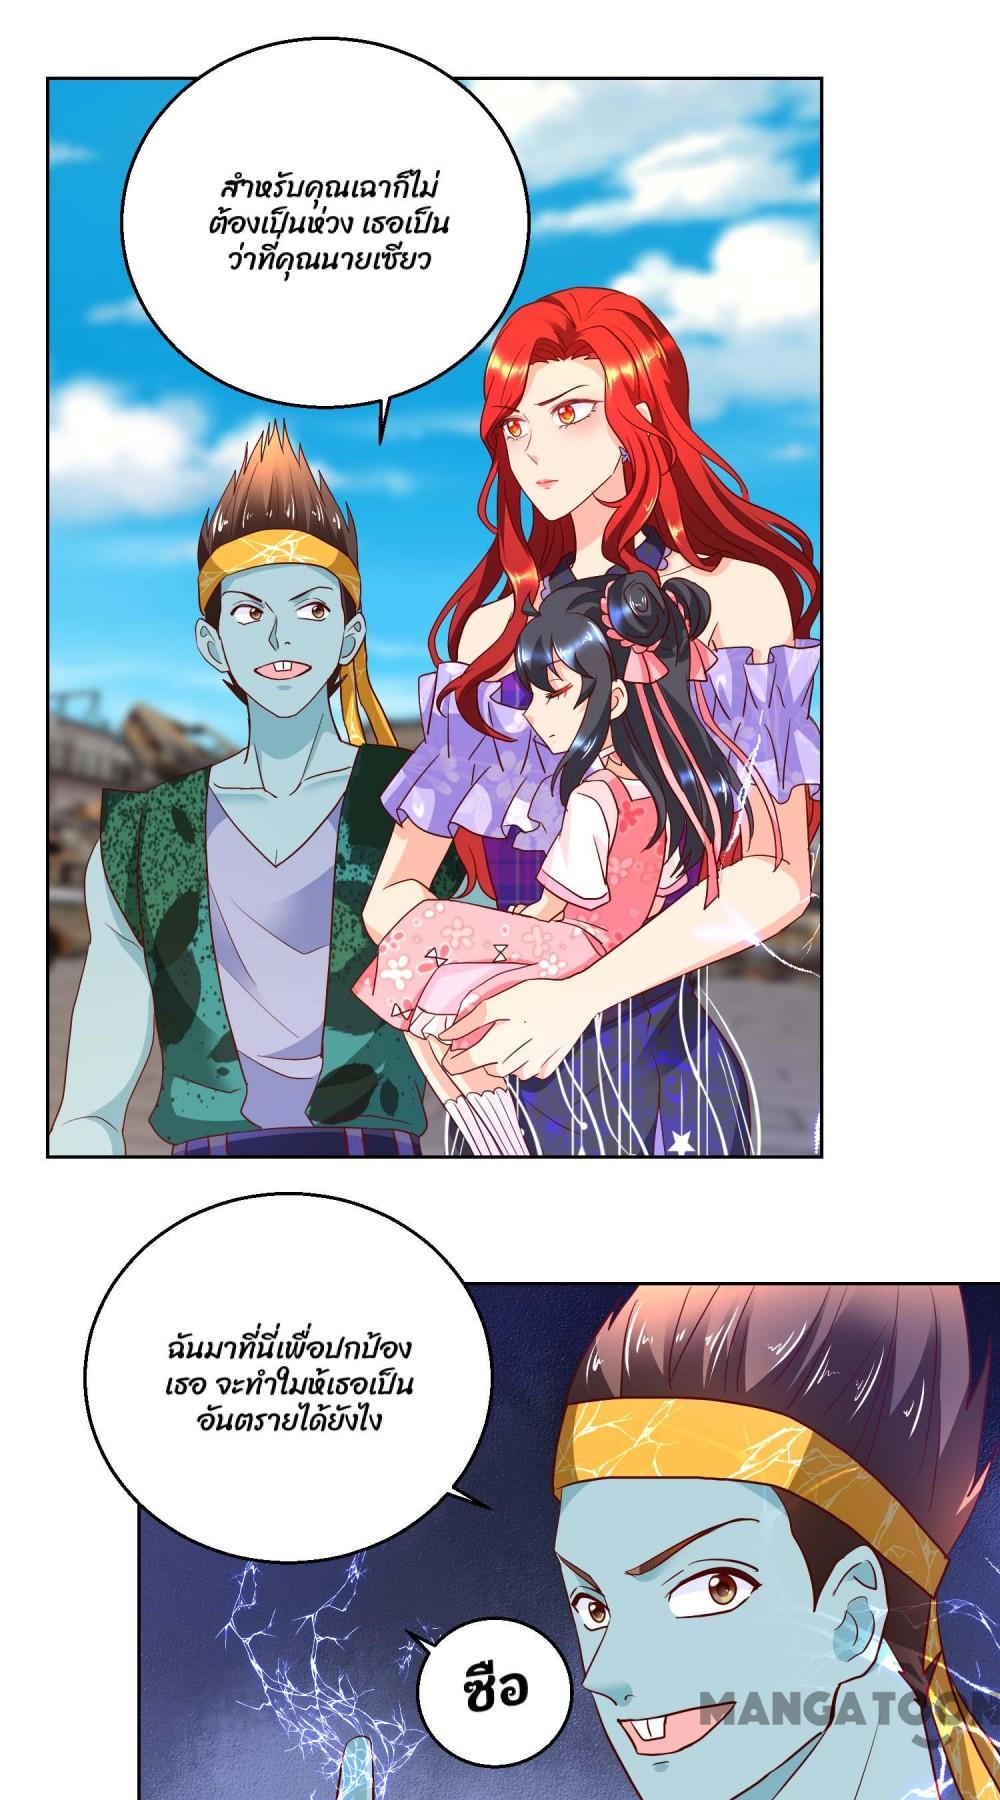 สำหรับคุณเฉาก็ไม่
ต้องเป็นห่วง เธอเป็น
ว่าที่คุณนายเซียว
ฉันมาที่นี่เพื่อปกป้อง
เธอ จะทำใมห้เธอเป็น
อันตรายได้ยังไง
ซือ
MANGATOON